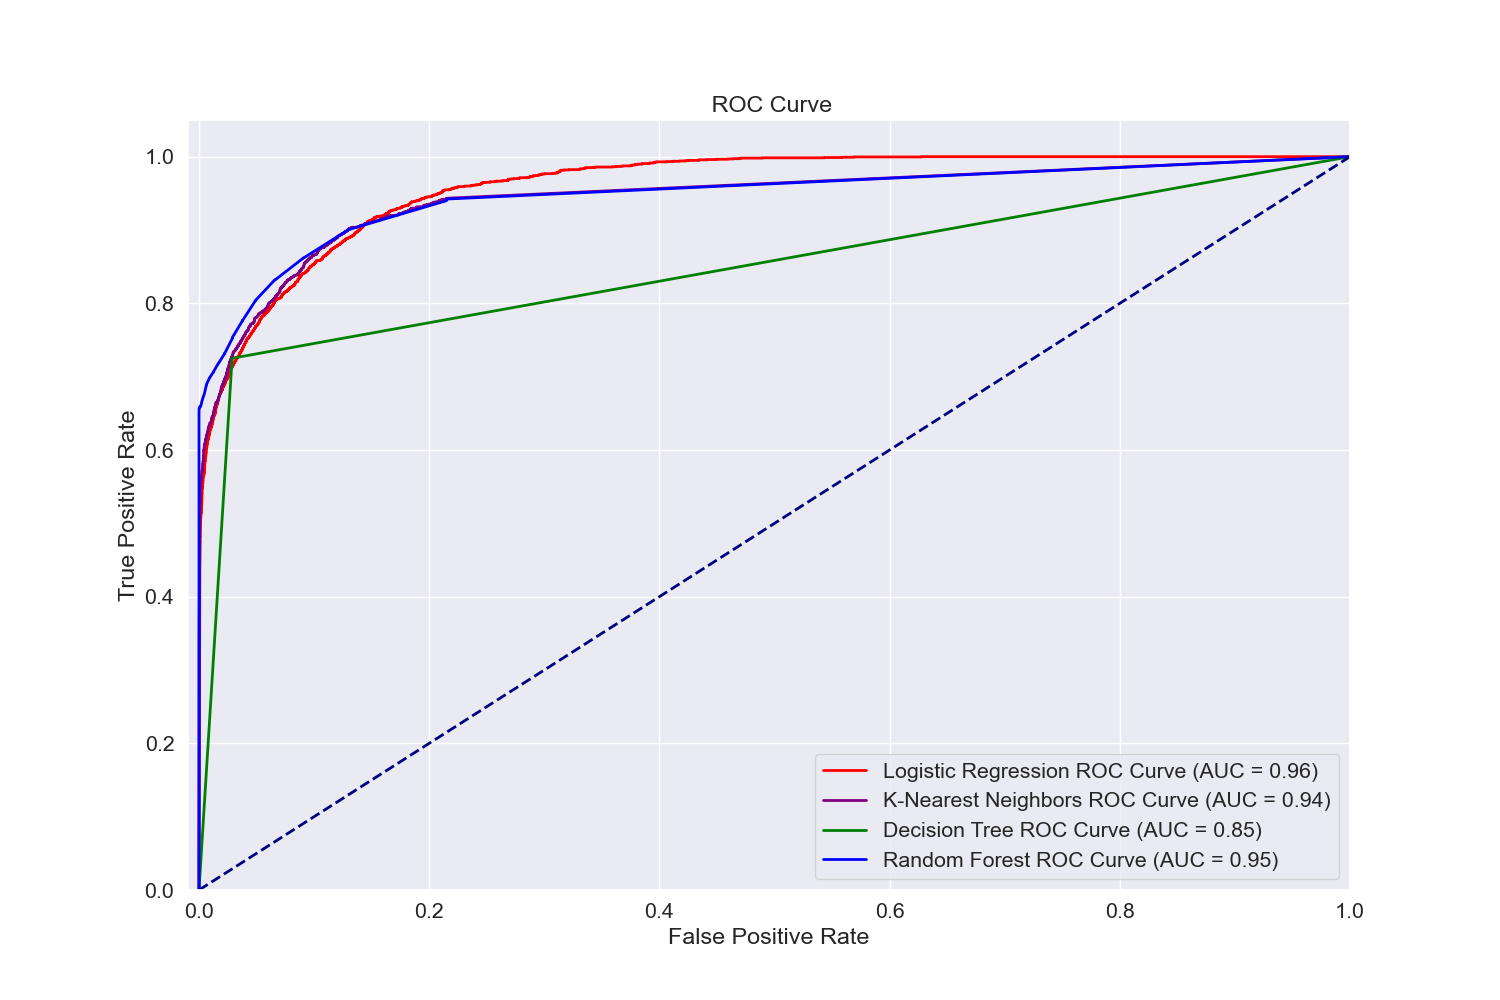 ROC Curve
1.0
0.8
0.6
0.4
0.2
0.0
True Positive Rate
Logistic Regression ROC Curve (AUC = 0.96)
K-Nearest Neighbors ROC Curve (AUC = 0.94)
Decision Tree ROC Curve (AUC = 0.85)
Random Forest ROC Curve (AUC = 0.95)
0.0 0.2 0.4 0.6 0.8 1.0
False Positive Rate